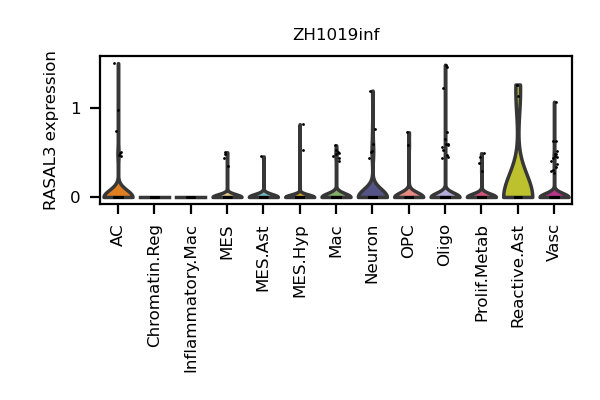 ZH1019inf
RASAL3 expression
1
0
AC
Chromatin.Reg
Inflammatory.Mac
MES
MES.Ast
MES.Hyp
Mac
Neuron
OPC
Oligo
Prolif.Metab
Reactive.Ast
Vasc